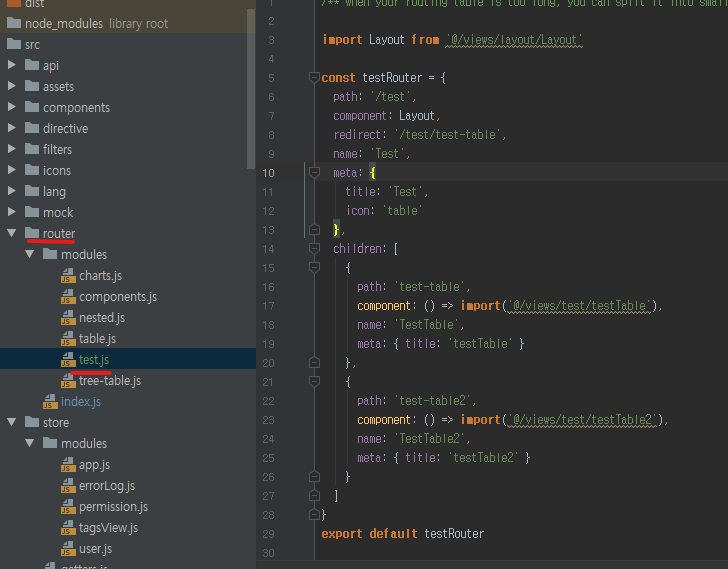 dist
node_modules library root
src
api
assets
components
directive
filters
icons
lang
mock
router
modules
charts.js
components.js
nested.js
table.js
test.js
tree-table.js
index.js
store
modules
app.js
errorLog.js
permission.js
tagsView.js
user.js
getters.js
1 /** When your routing table is too long, you can split it into small
2
3 import Layout from '@/views/layout/Layout'
4
5 const testRouter = {
6 path: '/test',
7 component: Layout,
8 redirect: '/test/test-table',
9 name: 'Test',
10 meta: {
11 title: 'Test',
12 icon: 'table'
13 },
14 children: [
15 {
16 path: 'test-table',
17 component: () => import('@/views/test/testTable'),
18 name: 'TestTable',
19 meta: { title: 'testTable' }
20 },
21 {
22 path: 'test-table2',
23 component: () => import('@/views/test/testTable2'),
24 name: 'TestTable2',
25 meta: { title: 'testTable2' }
26 }
27 ]
28 }
29 export default testRouter
30